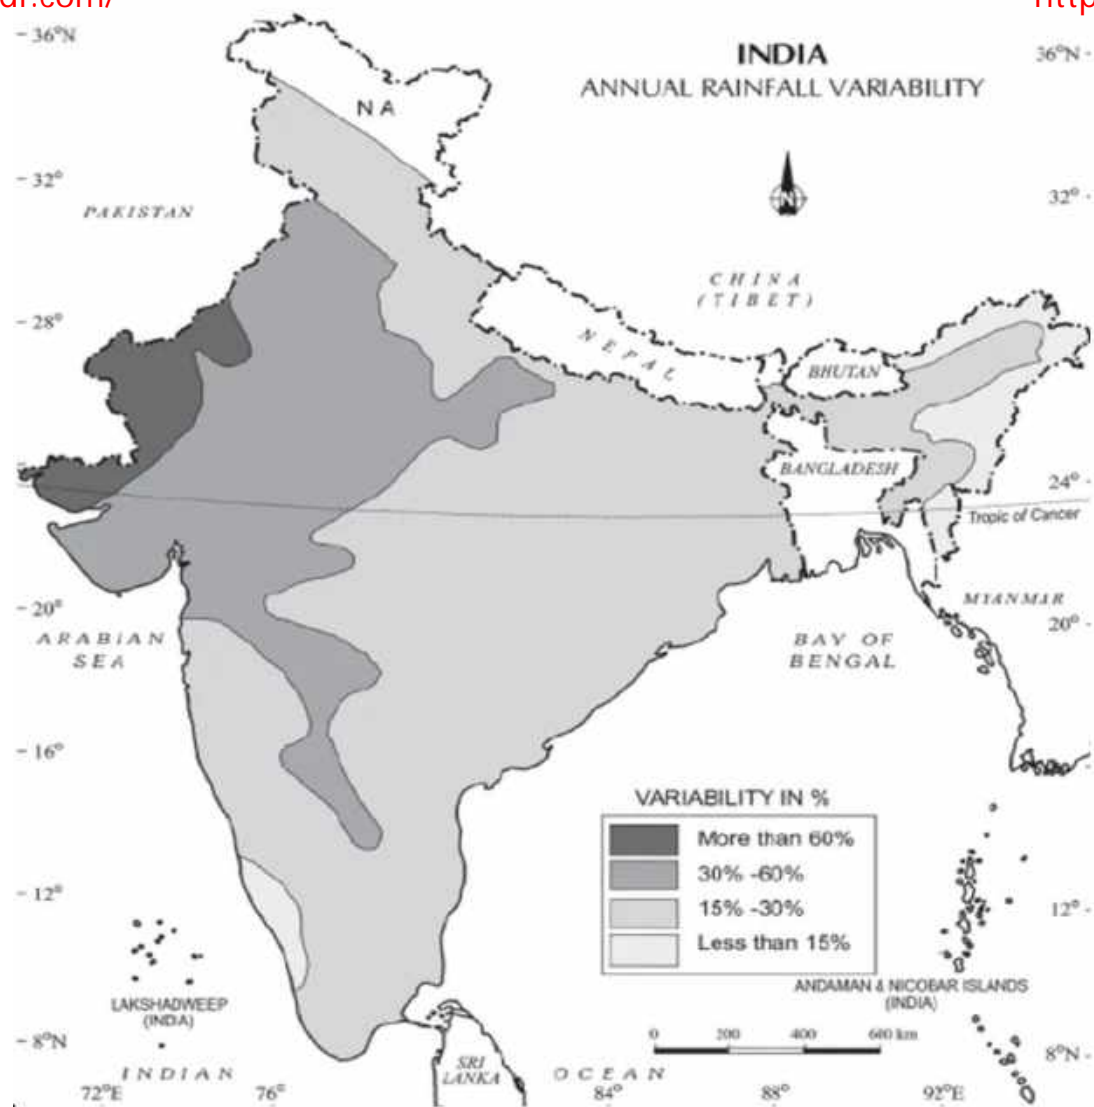 dr.com/
http
36°N
INDIA
36°N
ANNUAL RAINFALL VARIABILITY
NA
32°
32°
PAKISTAN
N
CHINA
(TIBET)
28°
NEPAL
BHUTAN
BANGLADESH
24°
Tropic of Cancer
20°
MYANMAR
20°
ARABIAN
SEA
BAY OF
BENGAL
16°
VARIABILITY IN %
More than 60%
30% -60%
15% -30%
Less than 15%
12°
12°
LAKSHADWEEP
(INDIA)
ANDAMAN & NICOBAR ISLANDS
(INDIA)
0 200 400 600 km
8°N
8°N
SRI
LANKA
INDIAN OCEAN
72°E 76° 84° 88° 92°E